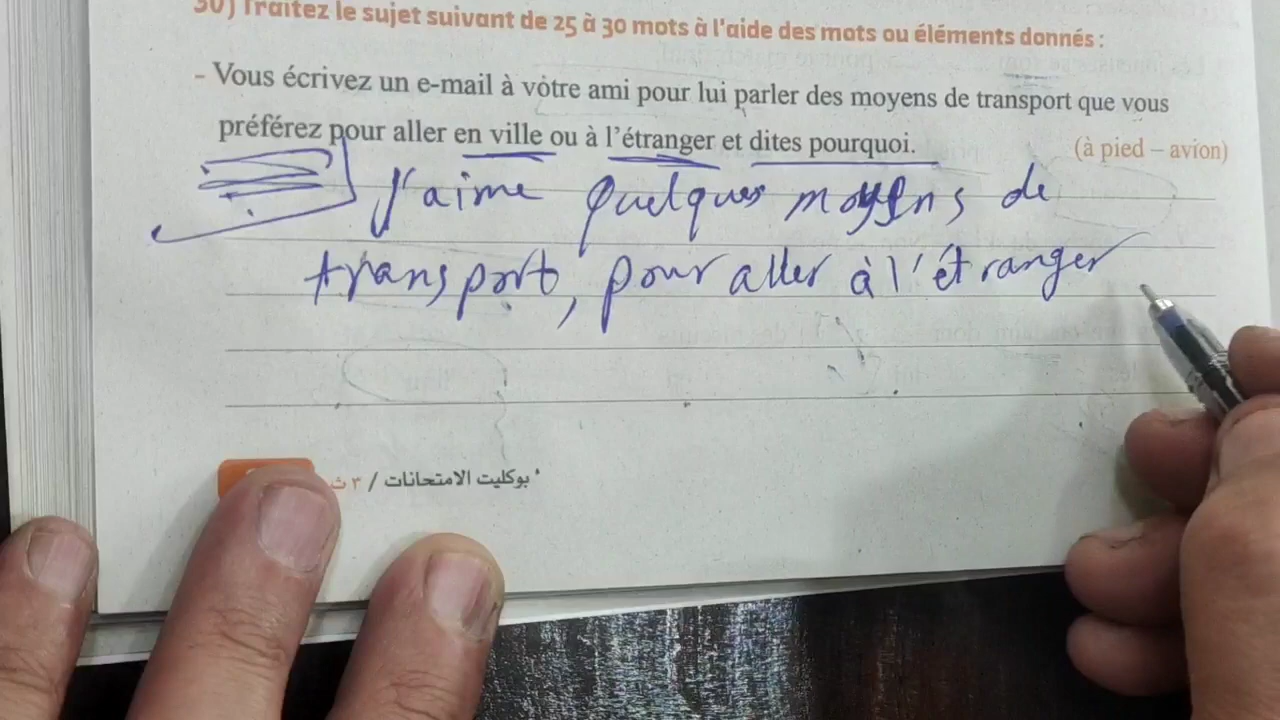 30) Traitez le sujet suivant de 25 à 30 mots à l'aide des mots ou éléments donnés :
- Vous écrivez un e-mail à votre ami pour lui parler des moyens de transport que vous
préférez pour aller en ville ou à l'étranger et dites pourquoi.
(à pied – avion)
J'aime quelques moyens de
transport, pour aller à l'étranger
بوكليت الامتحانات / ٣ ث